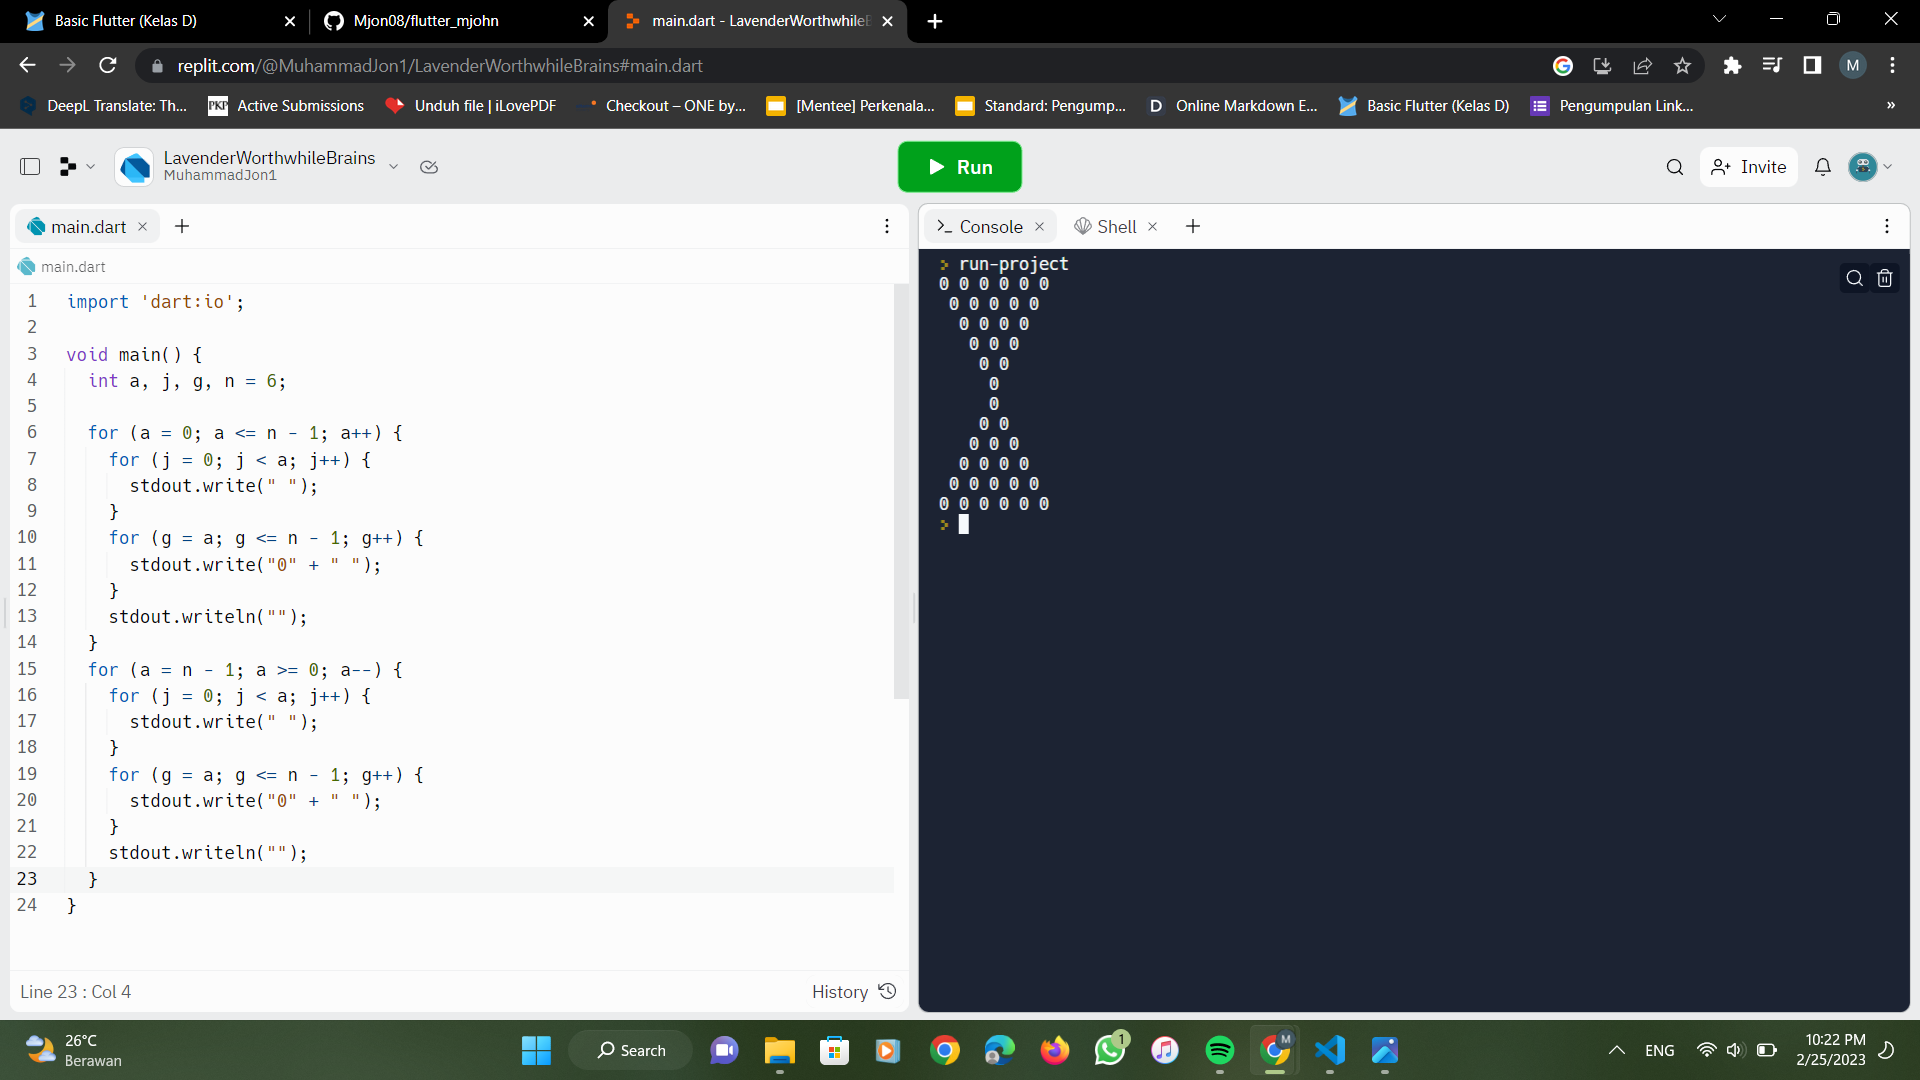 Basic Flutter (Kelas D)
Mjon08/flutter_mjohn
main.dart - LavenderWorthwhileB
replit.com/@MuhammadJon1/LavenderWorthwhileBrains#main.dart
M
DeepL Translate: Th...
PKP Active Submissions
Unduh file | iLovePDF
Checkout – ONE by...
[Mentee] Perkenala...
Standard: Pengump...
D Online Markdown E...
Basic Flutter (Kelas D)
Pengumpulan Link...
»
LavenderWorthwhileBrains
MuhammadJon1
Run
Invite
main.dart
Console
Shell
main.dart
1 import 'dart:io';
2
3 void main() {
4 int a, j, g, n = 6;
5
6 for (a = 0; a <= n - 1; a++) {
7 for (j = 0; j < a; j++) {
8 stdout.write(" ");
9 }
10 for (g = a; g <= n - 1; g++) {
11 stdout.write("0" + " ");
12 }
13 stdout.writeln("");
14 }
15 for (a = n - 1; a >= 0; a--) {
16 for (j = 0; j < a; j++) {
17 stdout.write(" ");
18 }
19 for (g = a; g <= n - 1; g++) {
20 stdout.write("0" + " ");
21 }
22 stdout.writeln("");
23 }
24 }
Line 23 : Col 4
History
> run-project
0 0 0 0 0 0
0 0 0 0 0
0 0 0 0
0 0 0
0 0
0
0
0 0
0 0 0
0 0 0 0
0 0 0 0 0
0 0 0 0 0 0
>
26°C
Berawan
Search
1
M
ENG
10:22 PM
2/25/2023